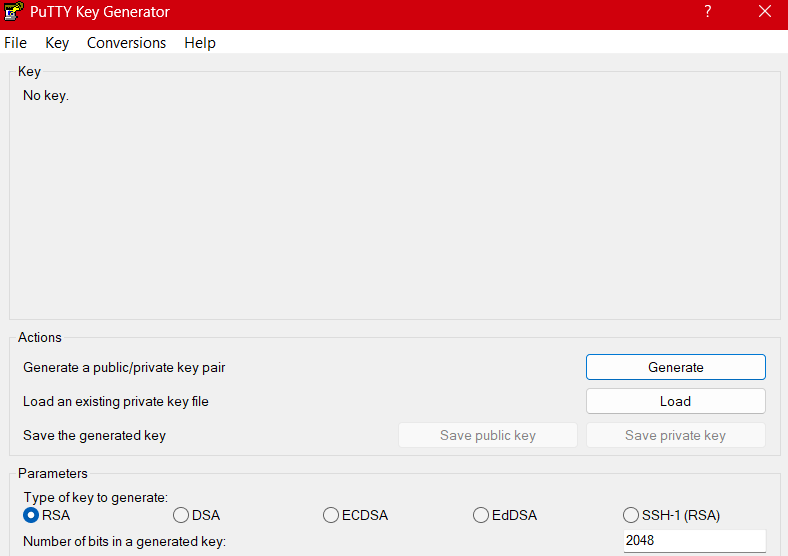 PuTTY Key Generator ?
File Key Conversions Help
Key
No key.
Actions
Generate a public/private key pair Generate
Load an existing private key file Load
Save the generated key Save public key Save private key
Parameters
Type of key to generate:
RSA DSA ECDSA EdDSA SSH-1 (RSA)
Number of bits in a generated key: 2048